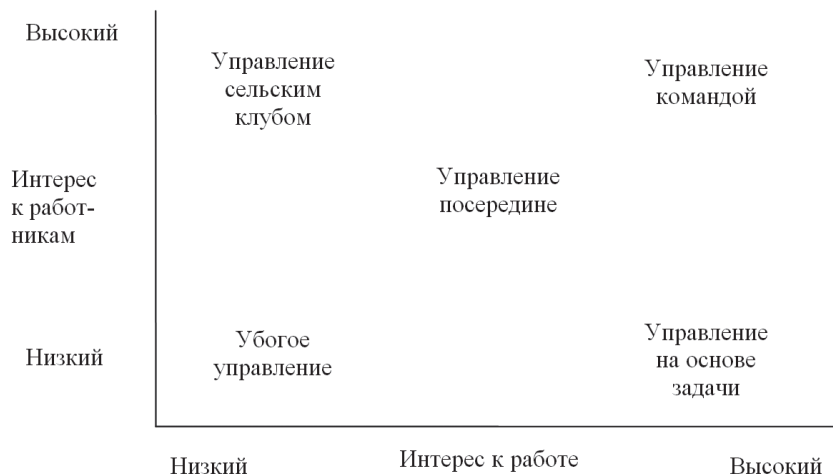 Высокий
Управление
сельским
клубом
Управление
командой
Интерес
к работ-
никам
Управление
посередине
Низкий
Убогое
управление
Управление
на основе
задачи
Низкий
Интерес к работе
Высокий